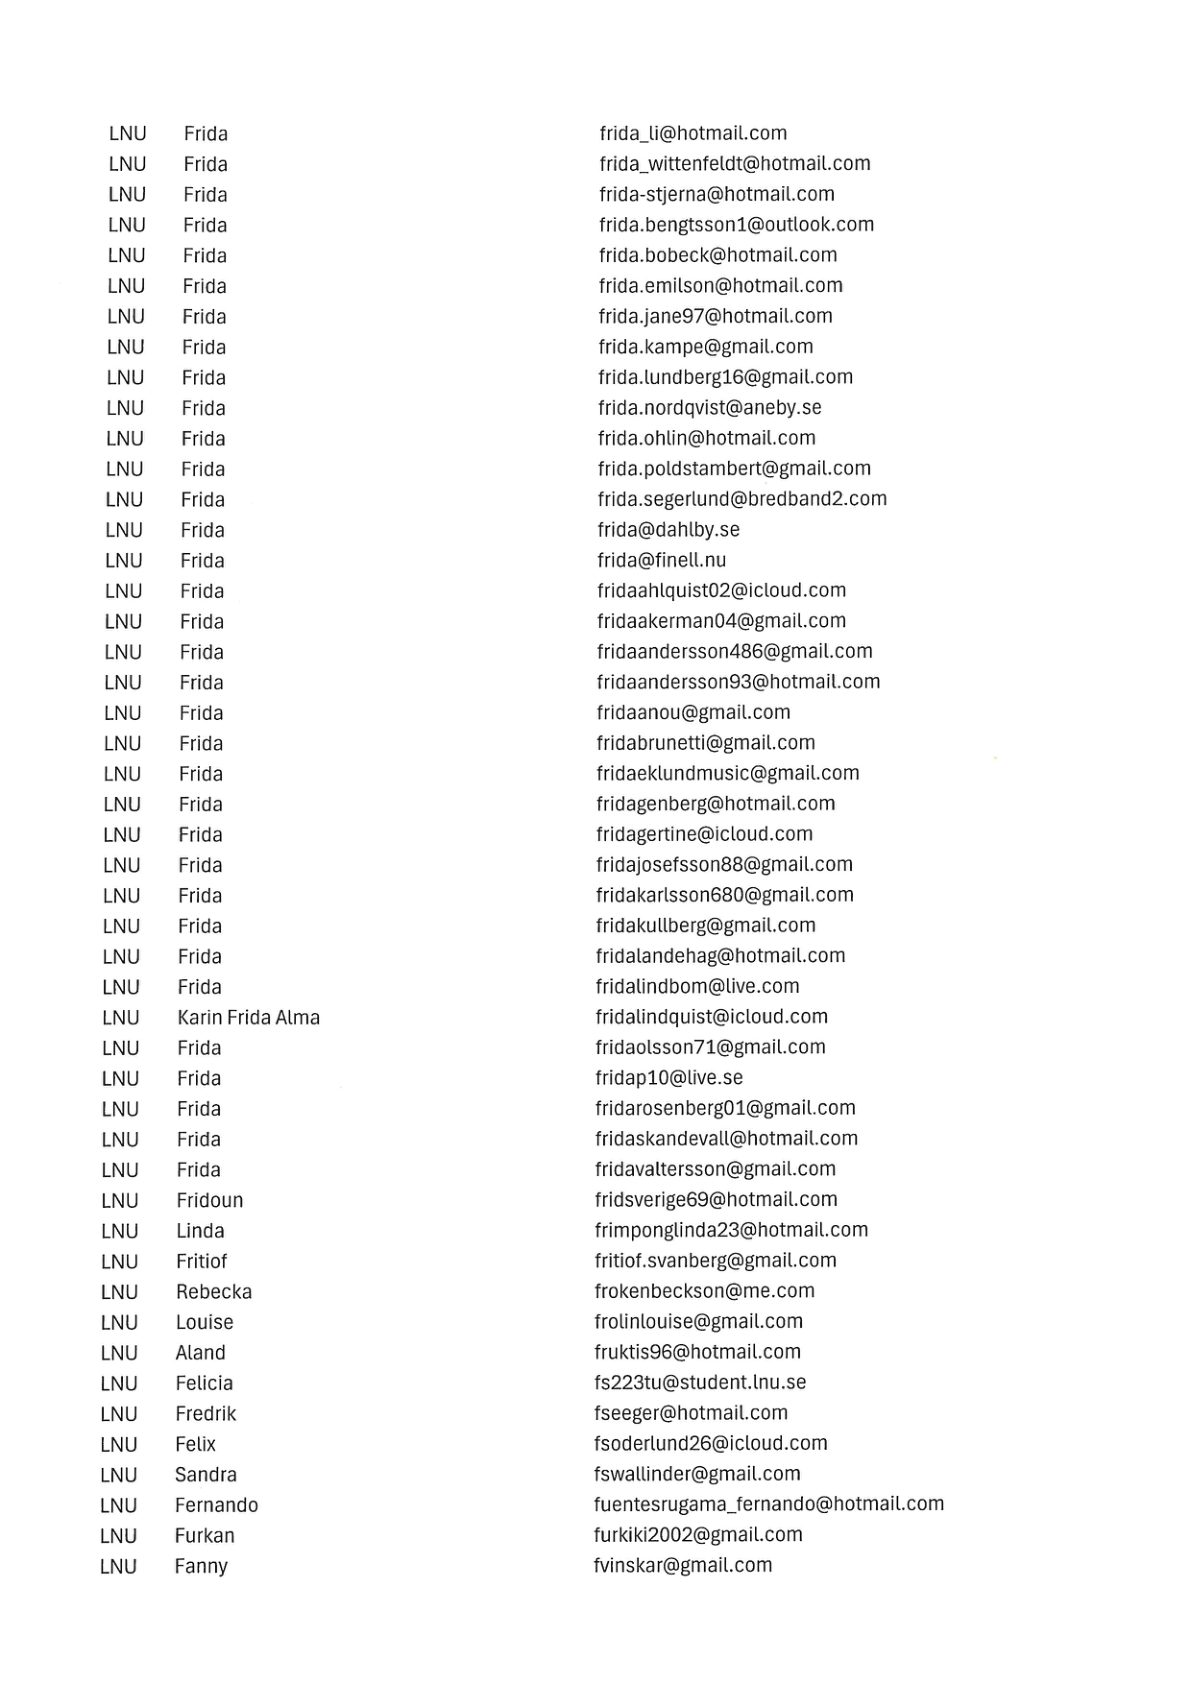 LNU Frida frida_li@hotmail.com
LNU Frida frida_wittenfeldt@hotmail.com
LNU Frida frida-stjerna@hotmail.com
LNU Frida frida.bengtsson1@outlook.com
LNU Frida frida.bobeck@hotmail.com
LNU Frida frida.emilson@hotmail.com
LNU Frida frida.jane97@hotmail.com
LNU Frida frida.kampe@gmail.com
LNU Frida frida.lundberg16@gmail.com
LNU Frida frida.nordqvist@aneby.se
LNU Frida frida.ohlin@hotmail.com
LNU Frida frida.poldstambert@gmail.com
LNU Frida frida.segerlund@bredband2.com
LNU Frida frida@dahlby.se
LNU Frida frida@finell.nu
LNU Frida fridaahlquist02@icloud.com
LNU Frida fridaakerman04@gmail.com
LNU Frida fridaandersson486@gmail.com
LNU Frida fridaandersson93@hotmail.com
LNU Frida fridaanou@gmail.com
LNU Frida fridabrunetti@gmail.com
LNU Frida fridaeklundmusic@gmail.com
LNU Frida fridagenberg@hotmail.com
LNU Frida fridagertine@icloud.com
LNU Frida fridajosefsson88@gmail.com
LNU Frida fridakarlsson680@gmail.com
LNU Frida fridakullberg@gmail.com
LNU Frida fridalandehag@hotmail.com
LNU Frida fridalindbom@live.com
LNU Karin Frida Alma fridalindquist@icloud.com
LNU Frida fridaolsson71@gmail.com
LNU Frida fridap10@live.se
LNU Frida fridarosenberg01@gmail.com
LNU Frida fridaskandevall@hotmail.com
LNU Frida fridavaltersson@gmail.com
LNU Fridoun fridsverige69@hotmail.com
LNU Linda frimponglinda23@hotmail.com
LNU Fritiof fritiof.svanberg@gmail.com
LNU Rebecka frokenbeckson@me.com
LNU Louise frolinlouise@gmail.com
LNU Aland fruktis96@hotmail.com
LNU Felicia fs223tu@student.lnu.se
LNU Fredrik fseeger@hotmail.com
LNU Felix fsoderlund26@icloud.com
LNU Sandra fswallinder@gmail.com
LNU Fernando fuentesrugama_fernando@hotmail.com
LNU Furkan furkiki2002@gmail.com
LNU Fanny fvinskar@gmail.com